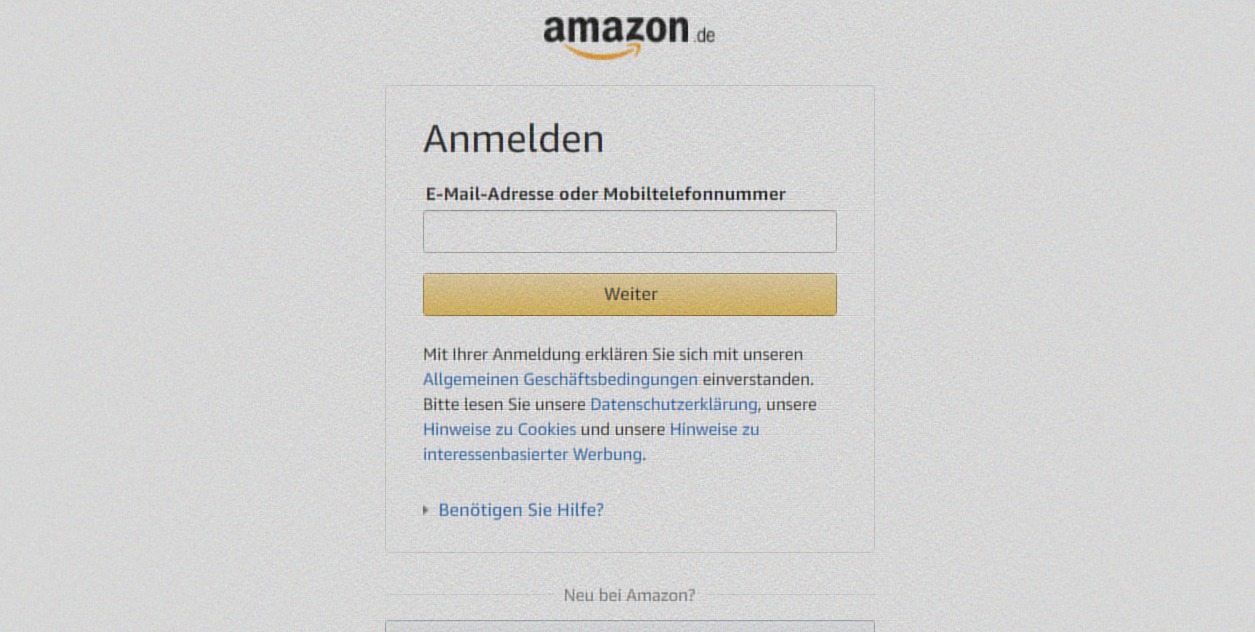 amazon.de
Anmelden
E-Mail-Adresse oder Mobiltelefonnummer
Weiter
Mit Ihrer Anmeldung erklären Sie sich mit unseren
Allgemeinen Geschäftsbedingungen einverstanden.
Bitte lesen Sie unsere Datenschutzerklärung, unsere
Hinweise zu Cookies und unsere Hinweise zu
interessenbasierter Werbung.
Benötigen Sie Hilfe?
Neu bei Amazon?